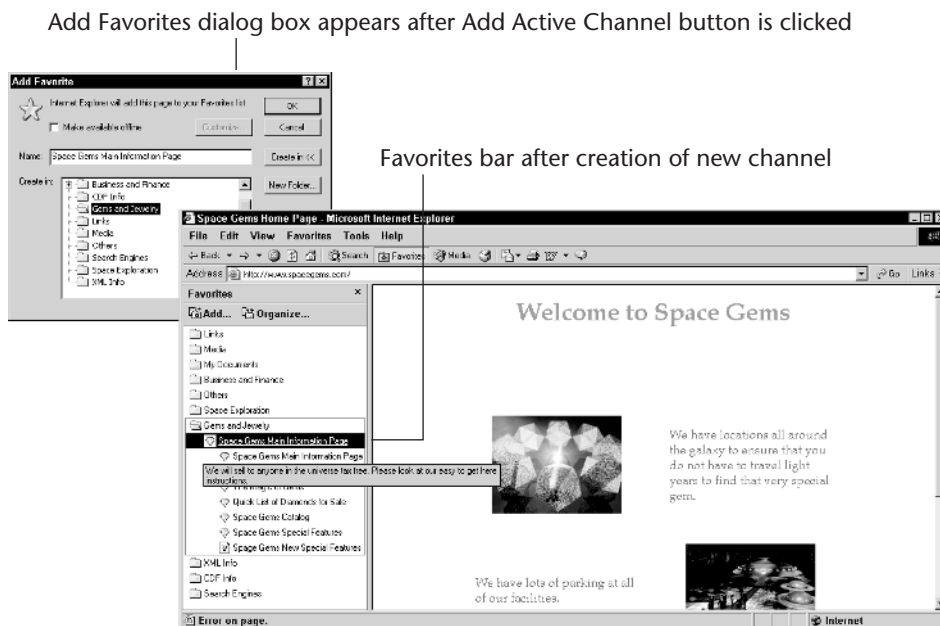 Add Favorites dialog box appears after Add Active Channel button is clicked
Add Favorite
Internet Explorer will add this page to your Favorites list
OK
Make available offline
Customize...
Cancel
Name: Space Gems Main Information Page
Create in <<
Create in:
Business and Finance
New Folder...
CDF Info
Gems and Jewelry
Links
Media
Others
Search Engines
Space Exploration
XML Info
Favorites bar after creation of new channel
Space Gems Home Page - Microsoft Internet Explorer
File Edit View Favorites Tools Help
Back Search Favorites Media
Address http://www.spacegems.com/ Go Links
Favorites ×
Add... Organize...
Links
Media
My Documents
Business and Finance
Others
Space Exploration
Gems and Jewelry
Space Gems Main Information Page
Space Gems Main Information Page
We will sell to anyone in the universe tax free. Please look at our easy to get here
instructions.
Quick List of Diamonds for Sale
Space Gems Catalog
Space Gems Special Features
Spage Gems New Special Features
XML Info
CDF Info
Search Engines
Welcome to Space Gems
We have locations all around
the galaxy to ensure that you
do not have to travel light
years to find that very special
gem.
We have lots of parking at all
of our facilities.
Error on page.
Internet